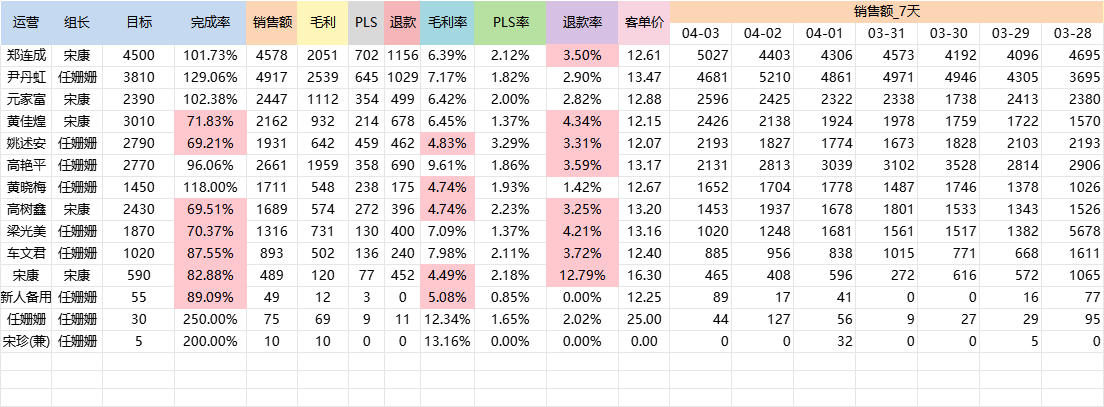 运营 组长 目标 完成率 销售额 毛利 PLS 退款 毛利率 PLS率 退款率 客单价 销售额_7天
04-03 04-02 04-01 03-31 03-30 03-29 03-28
郑连成 宋康 4500 101.73% 4578 2051 702 1156 6.39% 2.12% 3.50% 12.61 5027 4403 4306 4573 4192 4096 4695
尹丹虹 任姗姗 3810 129.06% 4917 2539 645 1029 7.17% 1.82% 2.90% 13.47 4681 5210 4861 4971 4946 4305 3695
元家富 宋康 2390 102.38% 2447 1112 354 499 6.42% 2.00% 2.82% 12.88 2596 2425 2322 2338 1738 2413 2380
黄佳煌 宋康 3010 71.83% 2162 932 214 678 6.45% 1.37% 4.34% 12.15 2426 2138 1924 1978 1759 1722 1570
姚述安 任姗姗 2790 69.21% 1931 642 459 462 4.83% 3.29% 3.31% 12.07 2193 1827 1774 1673 1828 2103 2193
高艳平 任姗姗 2770 96.06% 2661 1959 358 690 9.61% 1.86% 3.59% 13.17 2131 2813 3039 3102 3528 2814 2906
黄晓梅 任姗姗 1450 118.00% 1711 548 238 175 4.74% 1.93% 1.42% 12.67 1652 1704 1778 1487 1746 1378 1026
高树鑫 宋康 2430 69.51% 1689 574 272 396 4.74% 2.23% 3.25% 13.20 1453 1937 1678 1801 1533 1343 1526
梁光美 任姗姗 1870 70.37% 1316 731 130 400 7.09% 1.37% 4.21% 13.16 1020 1248 1681 1561 1517 1382 5678
车文君 任姗姗 1020 87.55% 893 502 136 240 7.98% 2.11% 3.72% 12.40 885 956 838 1015 771 668 1611
宋康 宋康 590 82.88% 489 120 77 452 4.49% 2.18% 12.79% 16.30 465 408 596 272 616 572 1065
新人备用 任姗姗 55 89.09% 49 12 3 0 5.08% 0.85% 0.00% 12.25 89 17 41 0 0 16 77
任姗姗 任姗姗 30 250.00% 75 69 9 11 12.34% 1.65% 2.02% 25.00 44 127 56 9 27 29 95
宋珍(兼) 任姗姗 5 200.00% 10 10 0 0 13.16% 0.00% 0.00% 0.00 0 0 32 0 0 5 0